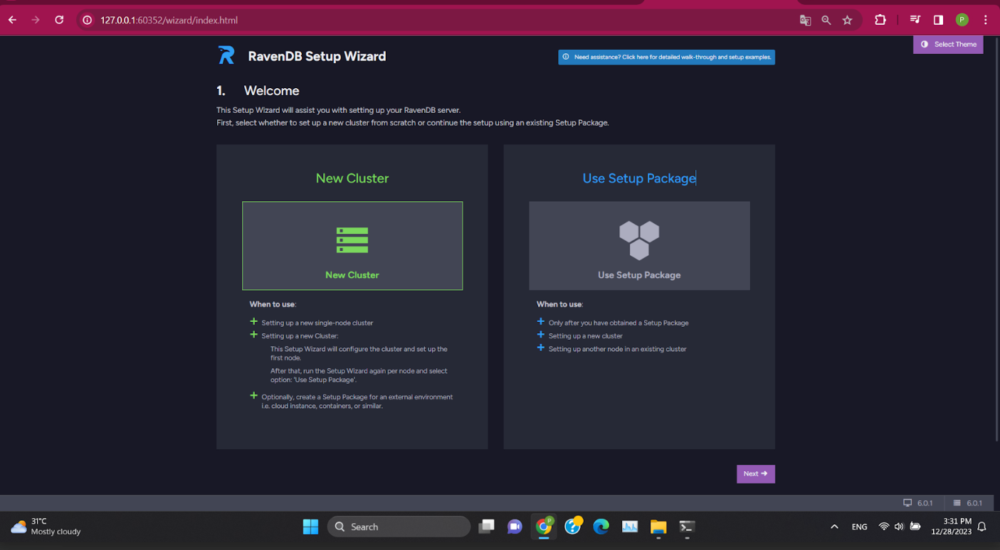 127.0.0.1:60352/wizard/index.html
P
RavenDB Setup Wizard
Need assistance? Click here for detailed walk-through and setup examples.
Select Theme
1. Welcome
This Setup Wizard will assist you with setting up your RavenDB server.
First, select whether to set up a new cluster from scratch or continue the setup using an existing Setup Package.
New Cluster
New Cluster
When to use:
Setting up a new single-node cluster
Setting up a new Cluster:
This Setup Wizard will configure the cluster and set up the
first node.
After that, run the Setup Wizard again per node and select
option: 'Use Setup Package'.
Optionally, create a Setup Package for an external environment
i.e. cloud instance, containers, or similar.
Use Setup Package
Use Setup Package
When to use:
Only after you have obtained a Setup Package
Setting up a new cluster
Setting up another node in an existing cluster
Next
6.0.1
6.0.1
31°C
Mostly cloudy
Search
P
ENG
3:31 PM
12/28/2023